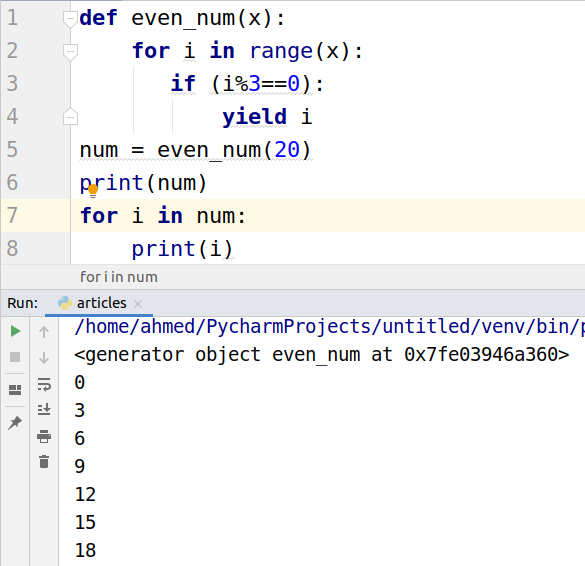 1 def even_num(x):
2     for i in range(x):
3        if (i%3==0):
4            yield i
5 num = even_num(20)
6 print(num)
7 for i in num:
8     print(i)
for i in num
Run: articles
/home/ahmed/PycharmProjects/untitled/venv/bin/
<generator object even_num at 0x7fe03946a360>
0
3
6
9
12
15
18